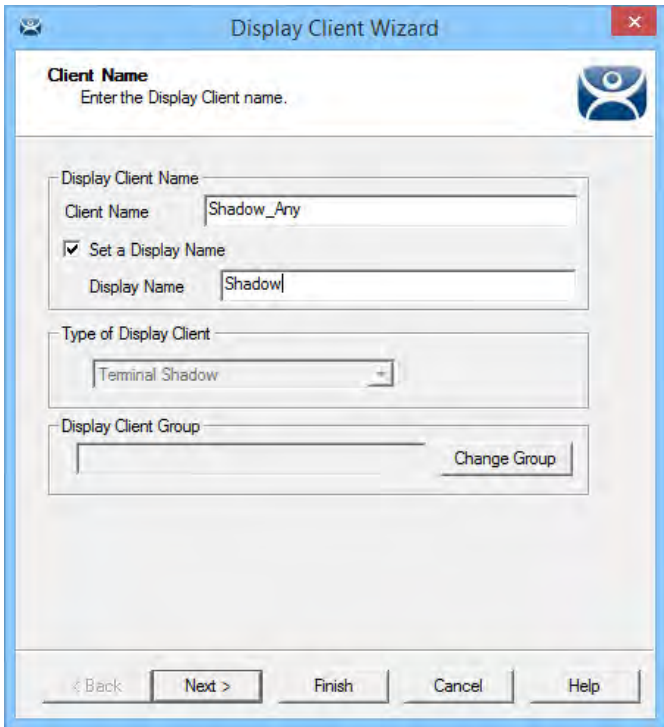 Display Client Wizard
Client Name
Enter the Display Client name.
Display Client Name
Client Name Shadow_Any
Set a Display Name
Display Name Shadow
Type of Display Client
Terminal Shadow
Display Client Group
Change Group
< Back Next > Finish Cancel Help